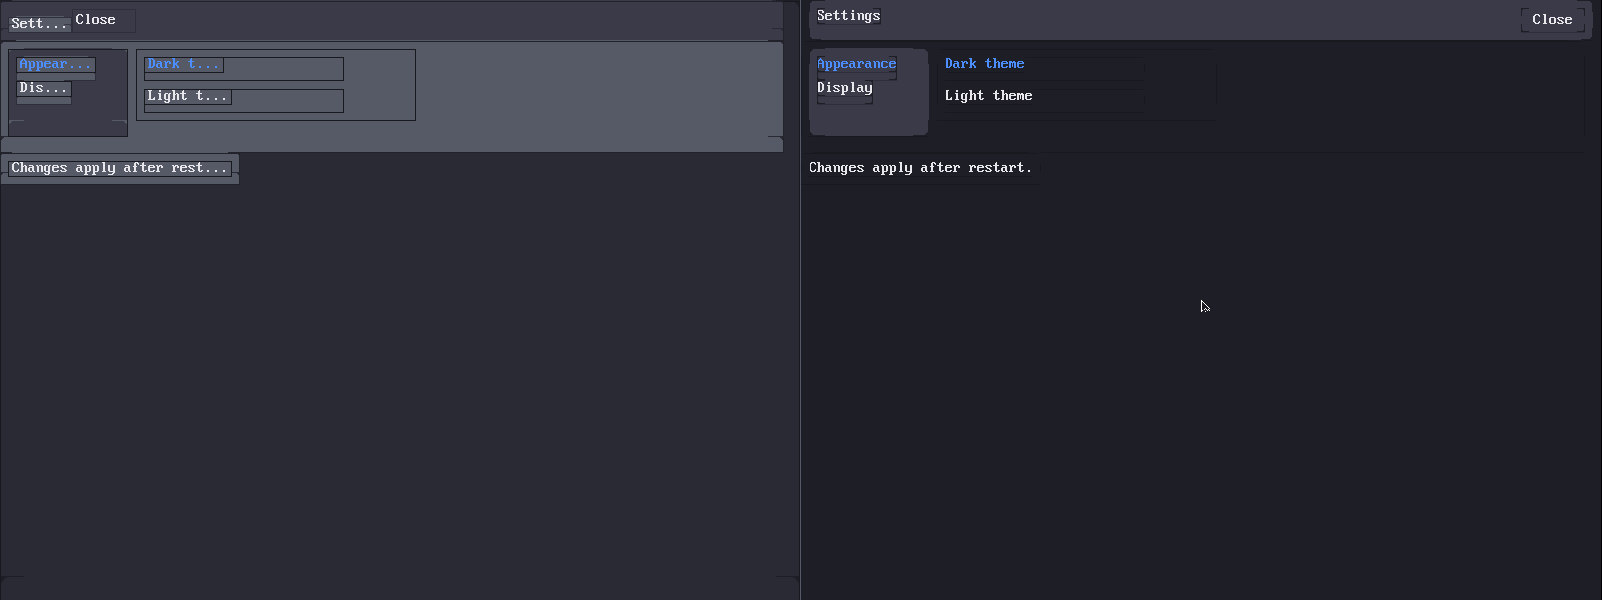 Sett... Close
Appear...
Dis...
Dark t...
Light t...
Changes apply after rest...
Settings
Close
Appearance
Display
Dark theme
Light theme
Changes apply after restart.